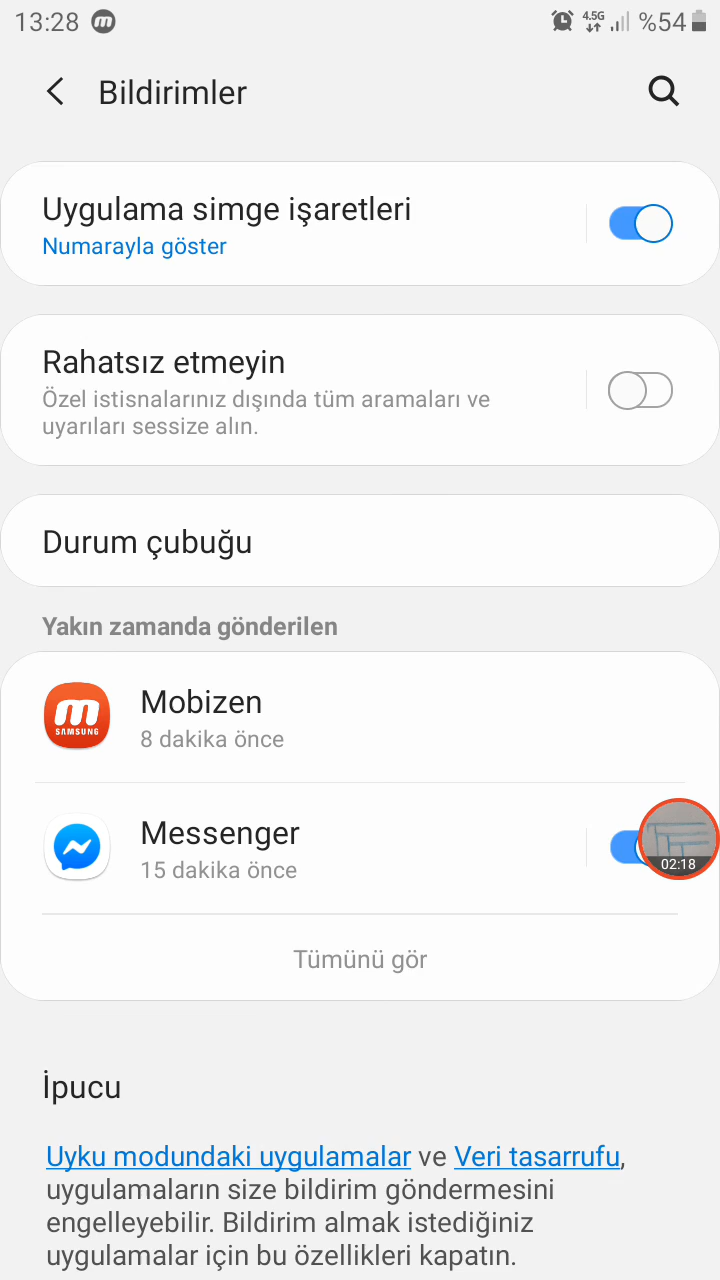 13:28 m 4.5G %54
Bildirimler
Uygulama simge işaretleri
Numarayla göster
Rahatsız etmeyin
Özel istisnalarınız dışında tüm aramaları ve
uyarıları sessize alın.
Durum çubuğu
Yakın zamanda gönderilen
m
SAMSUNG
Mobizen
8 dakika önce
Messenger
15 dakika önce
02:18
Tümünü gör
İpucu
Uyku modundaki uygulamalar ve Veri tasarrufu,
uygulamaların size bildirim göndermesini
engelleyebilir. Bildirim almak istediğiniz
uygulamalar için bu özellikleri kapatın.